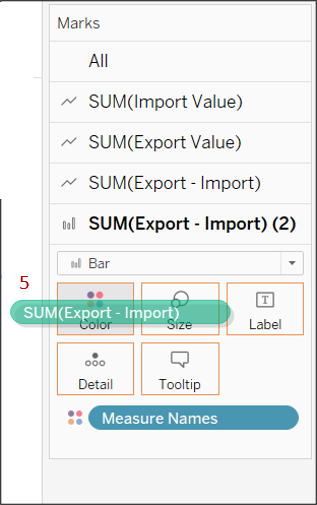 Marks
All
SUM(Import Value)
SUM(Export Value)
SUM(Export - Import)
SUM(Export - Import) (2)
Bar
5
SUM(Export - Import)
Color
Size
Label
Detail
Tooltip
Measure Names